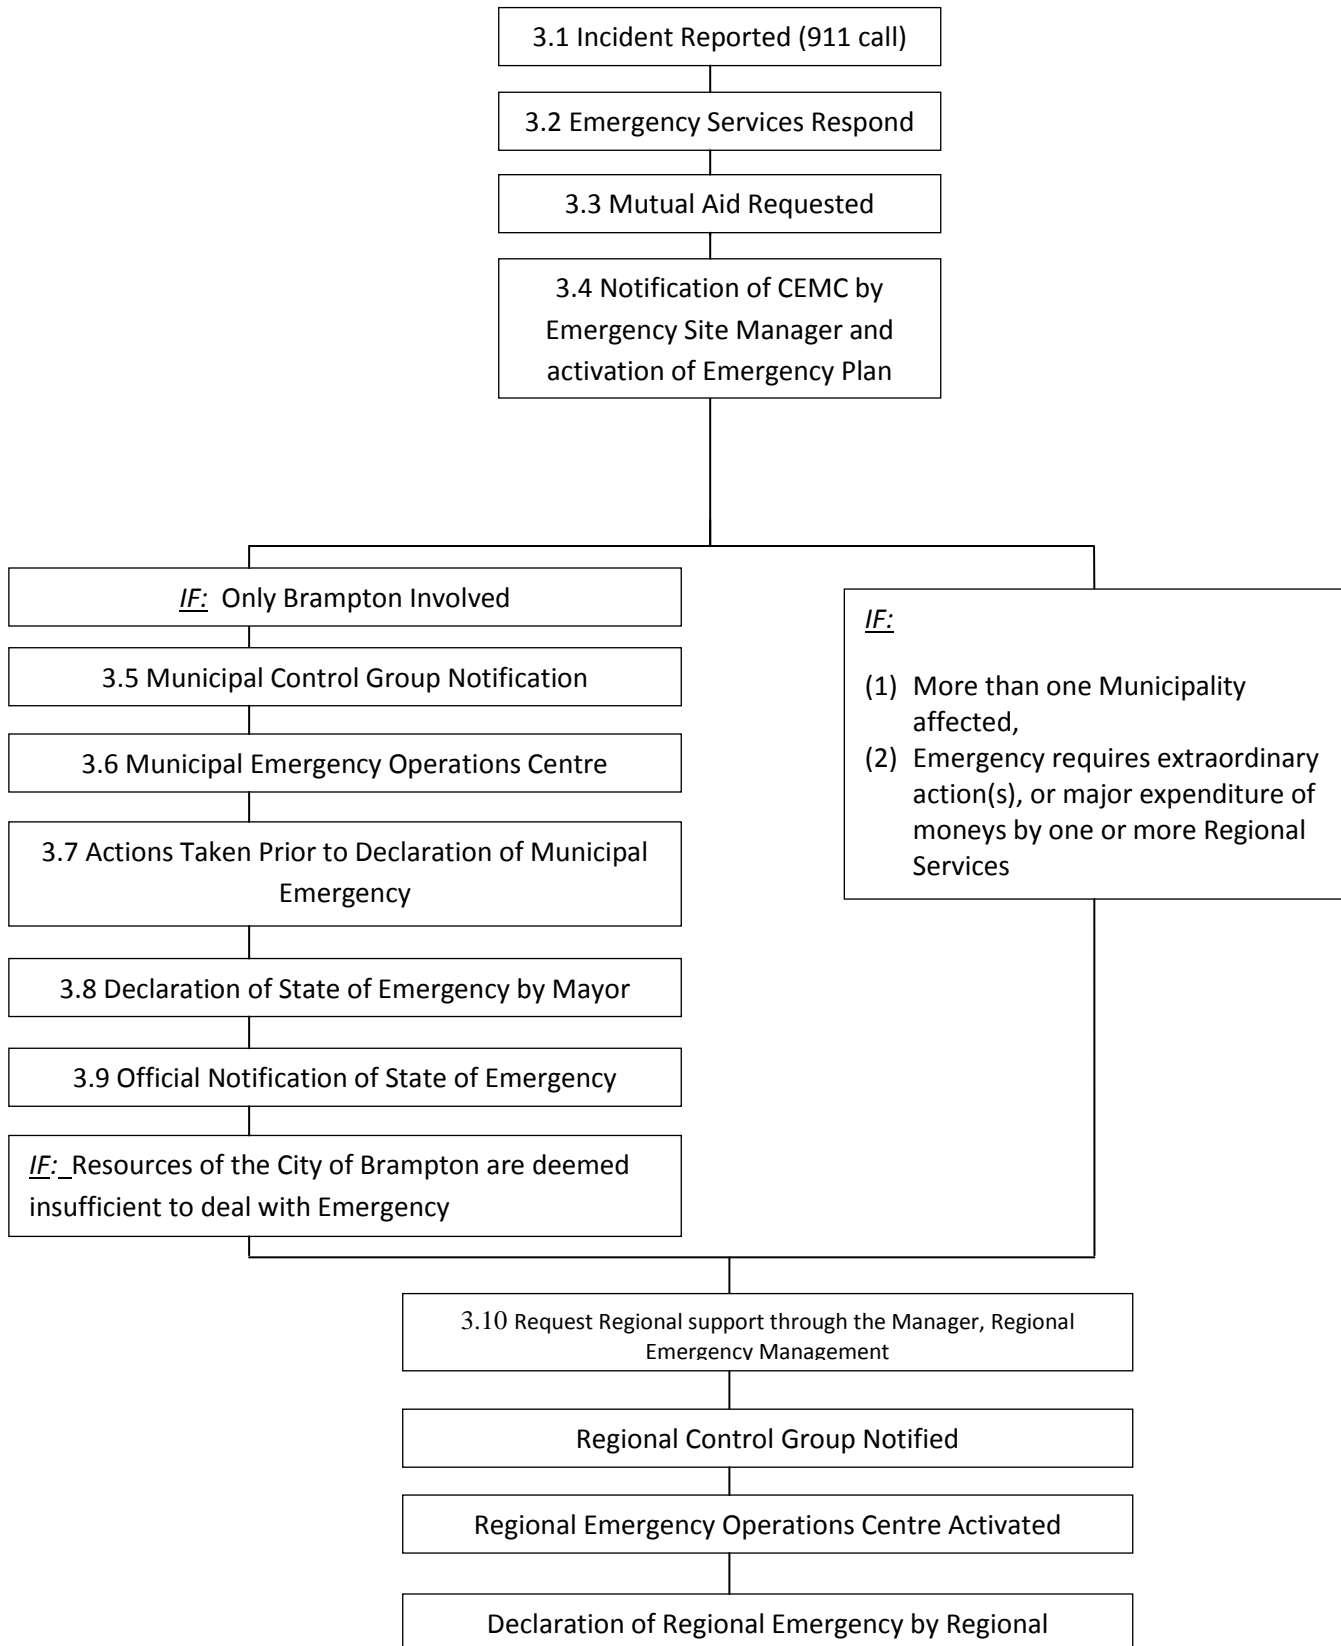 3.1 Incident Reported (911 call)
3.2 Emergency Services Respond
3.3 Mutual Aid Requested
3.4 Notification of CEMC by
Emergency Site Manager and
activation of Emergency Plan
IF: Only Brampton Involved
3.5 Municipal Control Group Notification
3.6 Municipal Emergency Operations Centre
3.7 Actions Taken Prior to Declaration of Municipal
Emergency
3.8 Declaration of State of Emergency by Mayor
3.9 Official Notification of State of Emergency
IF: Resources of the City of Brampton are deemed
insufficient to deal with Emergency
IF:
(1) More than one Municipality
affected,
(2) Emergency requires extraordinary
action(s), or major expenditure of
moneys by one or more Regional
Services
3.10 Request Regional support through the Manager, Regional
Emergency Management
Regional Control Group Notified
Regional Emergency Operations Centre Activated
Declaration of Regional Emergency by Regional